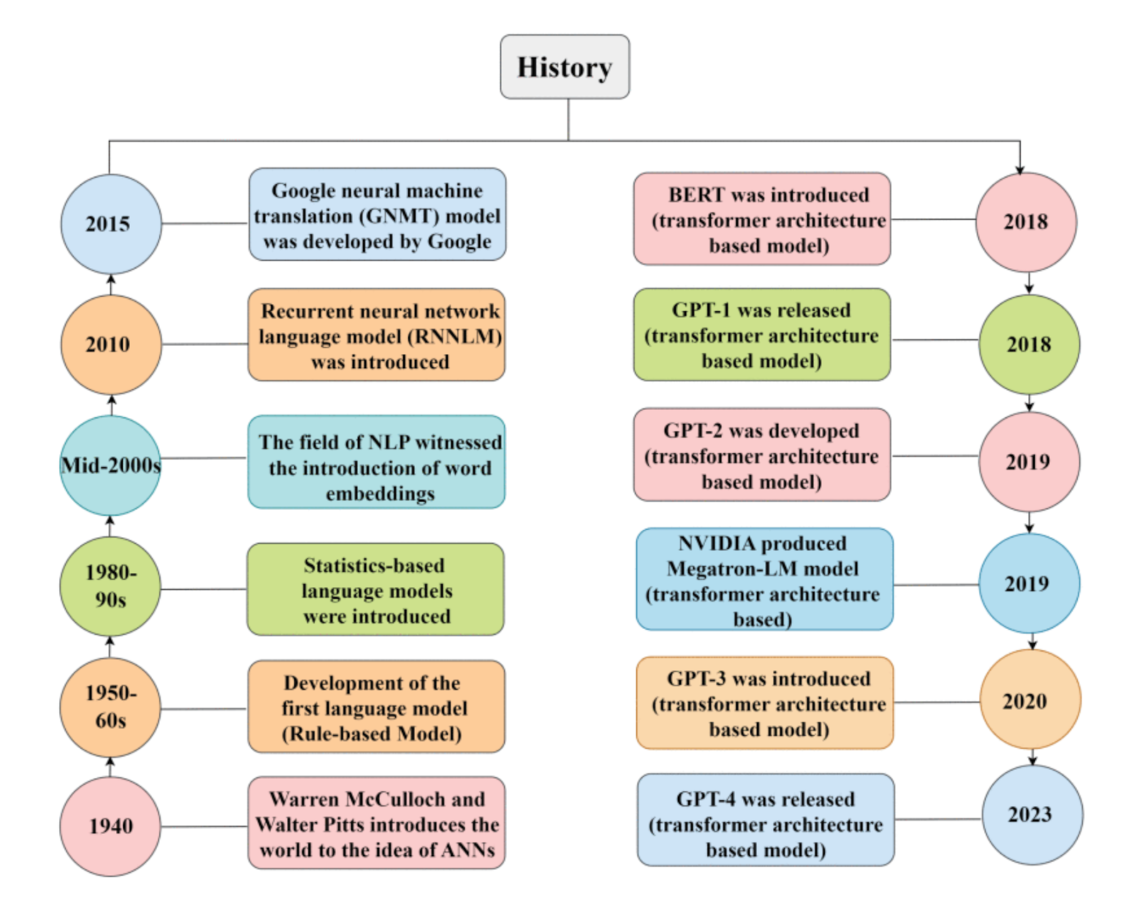 History
2015
Google neural machine
translation (GNMT) model
was developed by Google
2010
Recurrent neural network
language model (RNNLM)
was introduced
Mid-2000s
The field of NLP witnessed
the introduction of word
embeddings
1980-
90s
Statistics-based
language models
were introduced
1950-
60s
Development of the
first language model
(Rule-based Model)
1940
Warren McCulloch and
Walter Pitts introduces the
world to the idea of ANNs
BERT was introduced
(transformer architecture
based model)
2018
GPT-1 was released
(transformer architecture
based model)
2018
GPT-2 was developed
(transformer architecture
based model)
2019
NVIDIA produced
Megatron-LM model
(transformer architecture
based)
2019
GPT-3 was introduced
(transformer architecture
based model)
2020
GPT-4 was released
(transformer architecture
based model)
2023